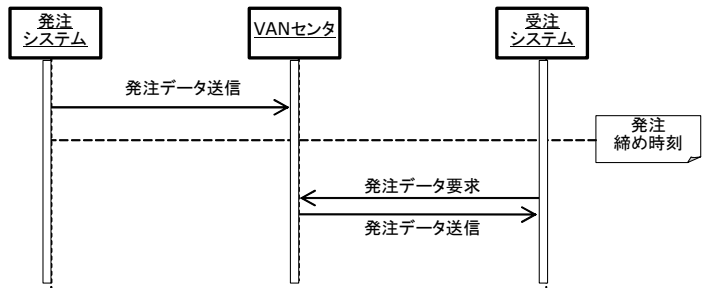 発注
システム
VANセンタ
受注
システム
発注データ送信
発注
締め時刻
発注データ要求
発注データ送信